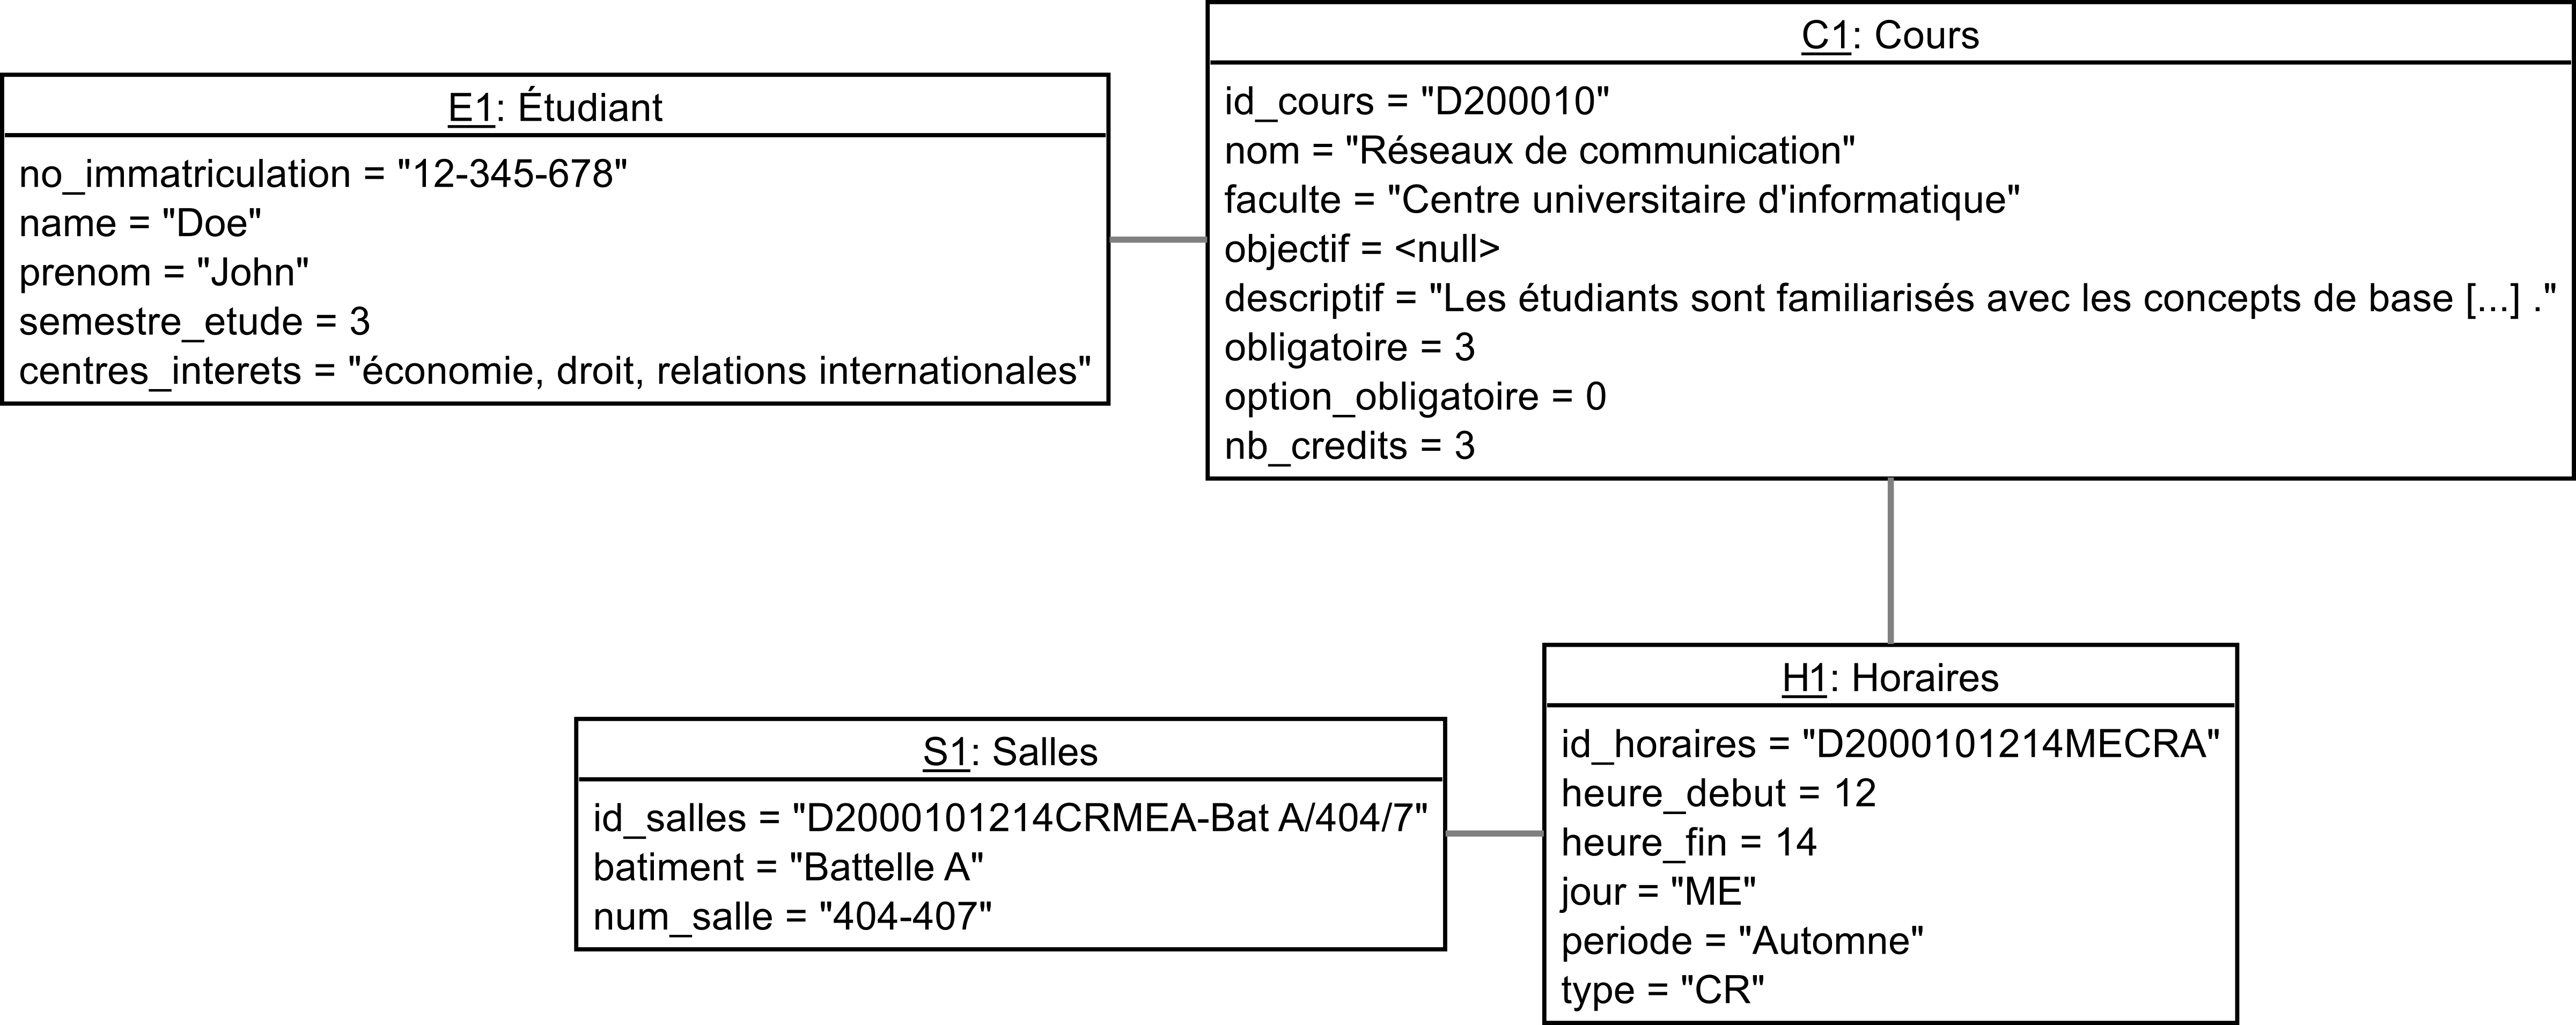 E1: Étudiant
no_immatriculation = "12-345-678"
name = "Doe"
prenom = "John"
semestre_etude = 3
centres_interets = "économie, droit, relations internationales"
C1: Cours
id_cours = "D200010"
nom = "Réseaux de communication"
faculte = "Centre universitaire d'informatique"
objectif = <null>
descriptif = "Les étudiants sont familiarisés avec les concepts de base [...] ."
obligatoire = 3
option_obligatoire = 0
nb_credits = 3
S1: Salles
id_salles = "D2000101214CRMEA-Bat A/404/7"
batiment = "Battelle A"
num_salle = "404-407"
H1: Horaires
id_horaires = "D2000101214MECRA"
heure_debut = 12
heure_fin = 14
jour = "ME"
periode = "Automne"
type = "CR"